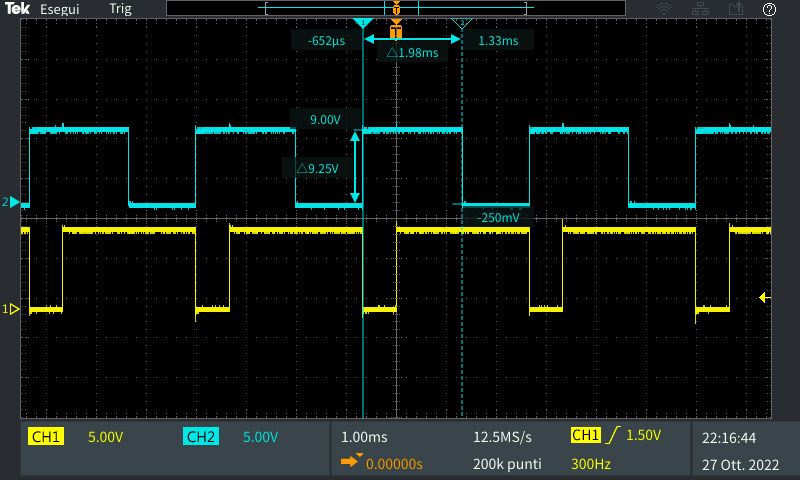 Tek Esegui Trig
T
T
2
-652µs
1.33ms
△1.98ms
9.00V
△9.25V
2
-250mV
1
CH1 5.00V CH2 5.00V 1.00ms 12.5MS/s CH1 1.50V 22:16:44
0.00000s 200k punti 300Hz 27 Ott. 2022